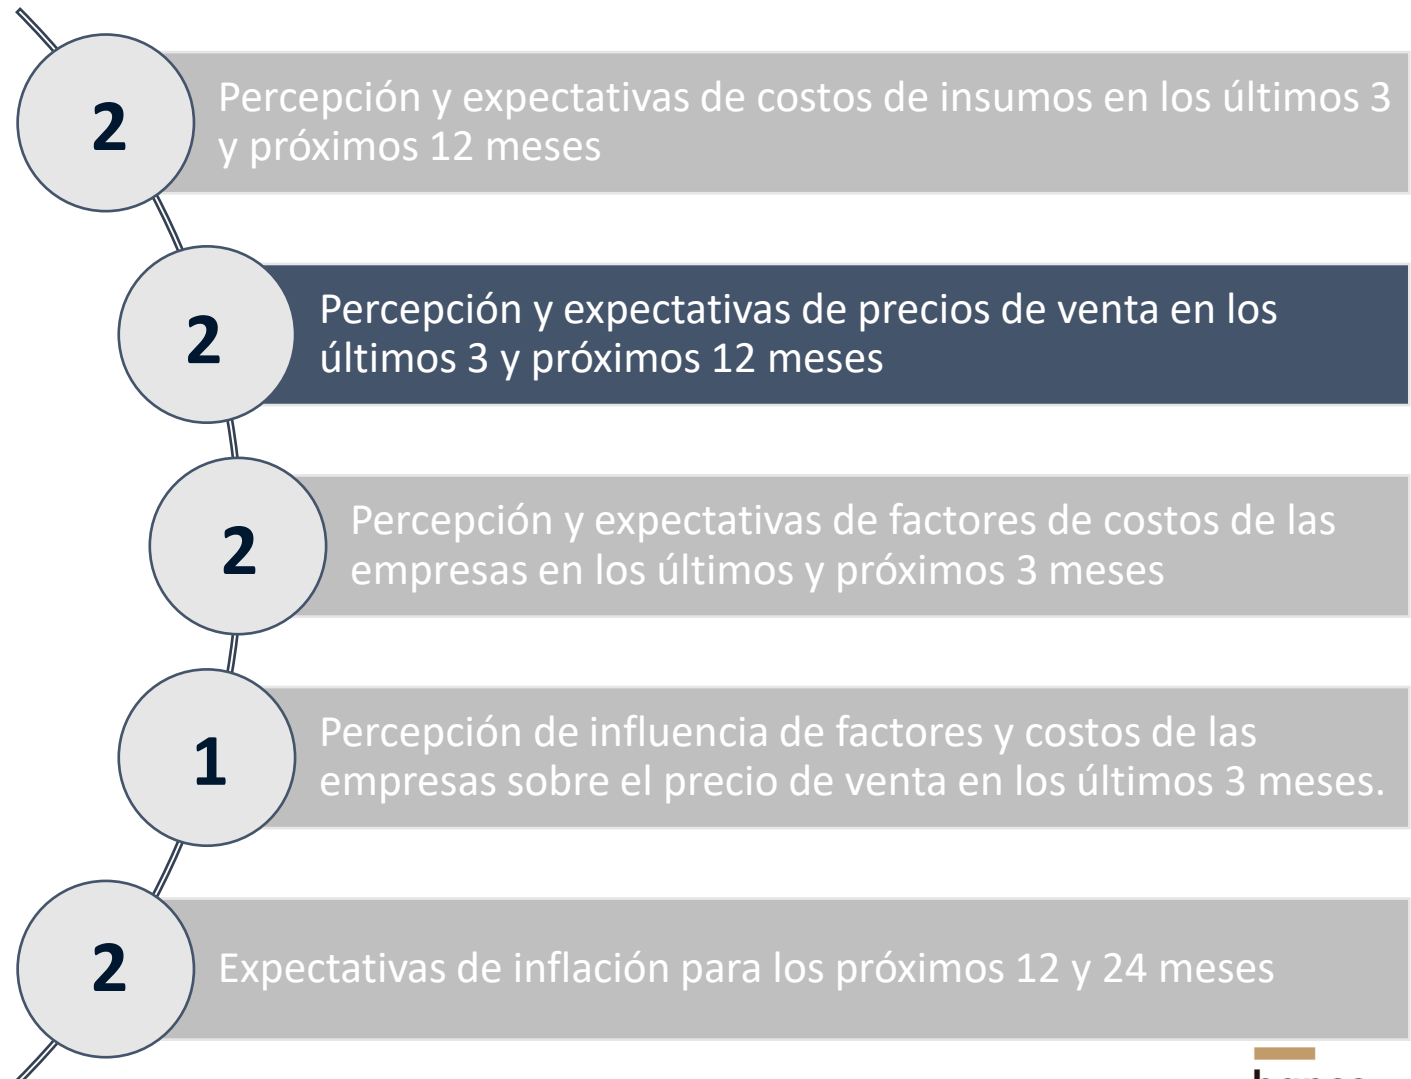 2
Percepción y expectativas de costos de insumos en los últimos 3
y próximos 12 meses
2
Percepción y expectativas de precios de venta en los
últimos 3 y próximos 12 meses
2
Percepción y expectativas de factores de costos de las
empresas en los últimos y próximos 3 meses
1
Percepción de influencia de factores y costos de las
empresas sobre el precio de venta en los últimos 3 meses.
2
Expectativas de inflación para los próximos 12 y 24 meses